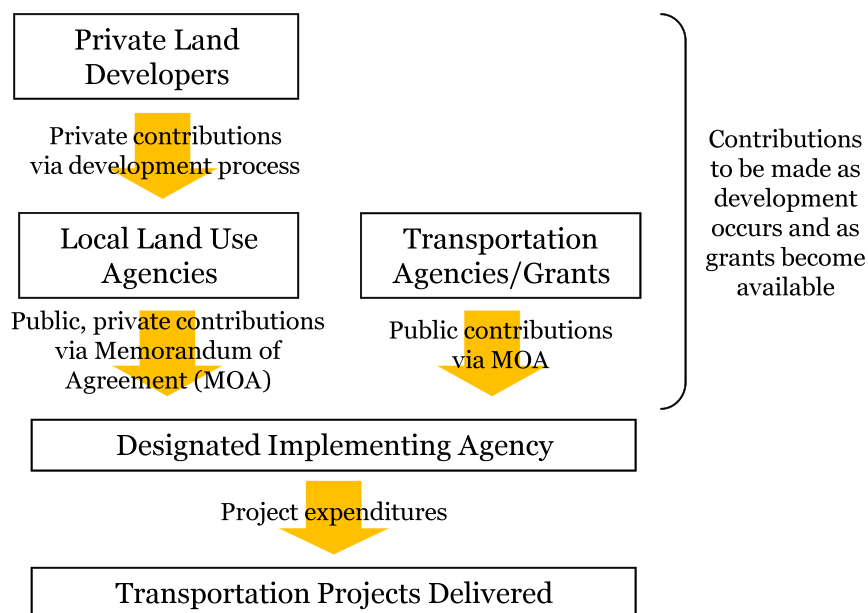 Private Land
Developers
Private contributions
via development process
Local Land Use
Agencies
Transportation
Agencies/Grants
Public, private contributions
via Memorandum of
Agreement (MOA)
Public contributions
via MOA
Designated Implementing Agency
Project expenditures
Transportation Projects Delivered
Contributions
to be made as
development
occurs and as
grants become
available